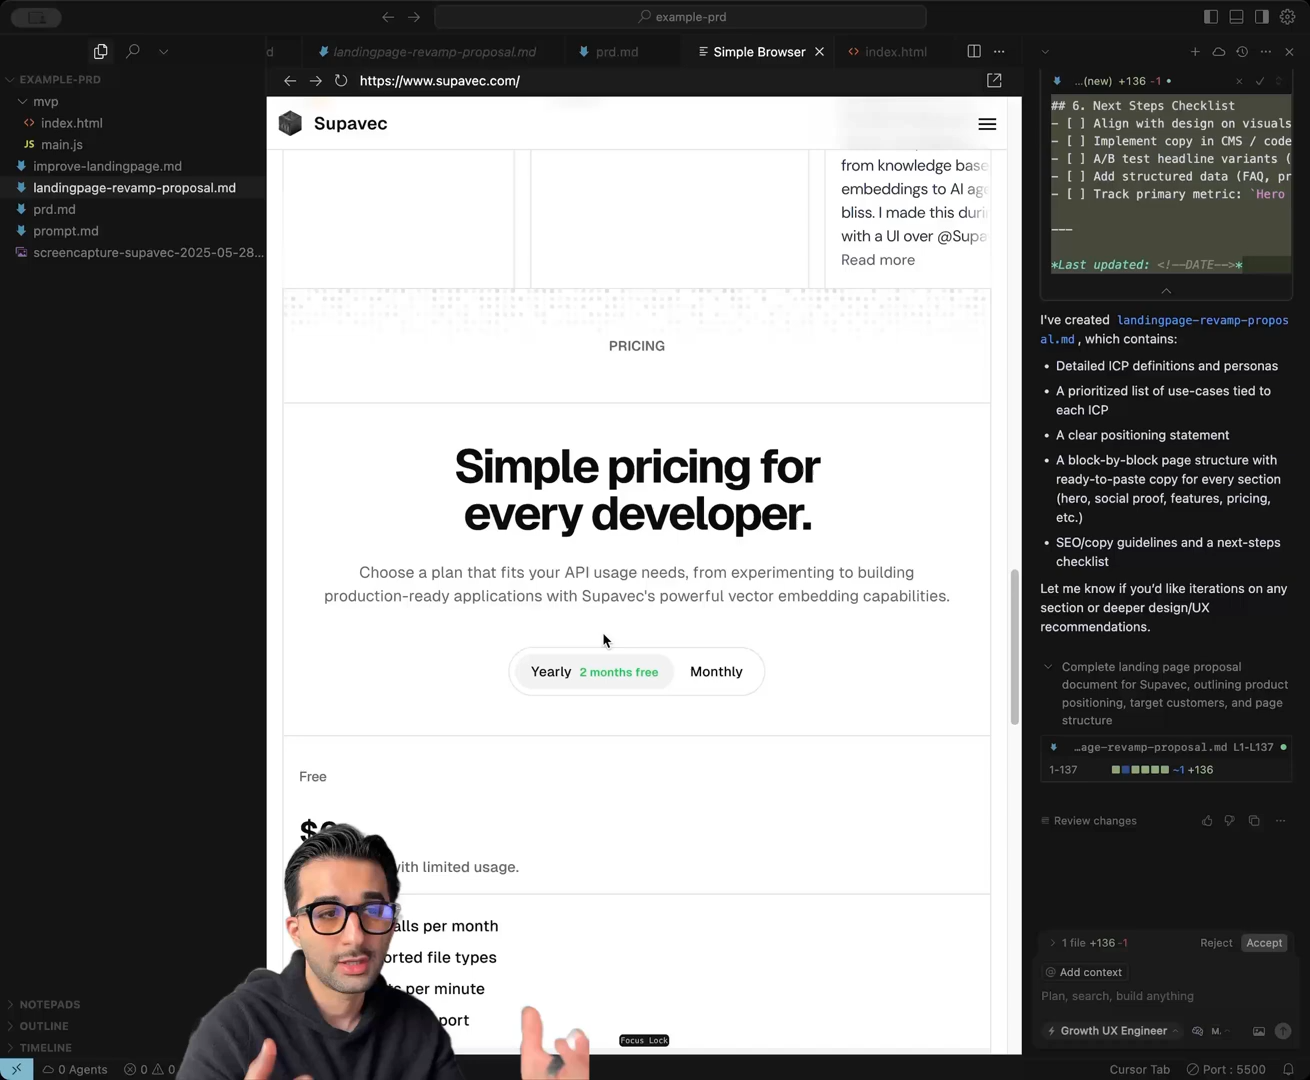 example-prd
d
landingpage-revamp-proposal.md
prd.md
Simple Browser
index.html
EXAMPLE-PRD
mvp
index.html
JS main.js
improve-landingpage.md
landingpage-revamp-proposal.md
prd.md
prompt.md
screencapture-supavec-2025-05-28...
NOTEPADS
OUTLINE
TIMELINE
0 Agents
0 0
https://www.supavec.com/
Supavec
from knowledge base
embeddings to AI age
bliss. I made this duri
with a UI over @Supa
Read more
PRICING
Simple pricing for
every developer.
Choose a plan that fits your API usage needs, from experimenting to building
production-ready applications with Supavec's powerful vector embedding capabilities.
Yearly 2 months free Monthly
Free
with limited usage.
alls per month
orted file types
ts per minute
port
Focus Lock
...(new) +136 -1
## 6. Next Steps Checklist
- [ ] Align with design on visuals
- [ ] Implement copy in CMS / code
- [ ] A/B test headline variants (
- [ ] Add structured data (FAQ, pr
- [ ] Track primary metric: `Hero
---
*Last updated: <!--DATE-->*
I've created landingpage-revamp-propos
al.md , which contains:
• Detailed ICP definitions and personas
• A prioritized list of use-cases tied to
each ICP
• A clear positioning statement
• A block-by-block page structure with
ready-to-paste copy for every section
(hero, social proof, features, pricing,
etc.)
• SEO/copy guidelines and a next-steps
checklist
Let me know if you'd like iterations on any
section or deeper design/UX
recommendations.
Complete landing page proposal
document for Supavec, outlining product
positioning, target customers, and page
structure
...age-revamp-proposal.md L1-L137
1-137 ~1 +136
Review changes
1 file +136 -1 Reject Accept
@ Add context
Plan, search, build anything
Growth UX Engineer
M.
Cursor Tab
Port : 5500